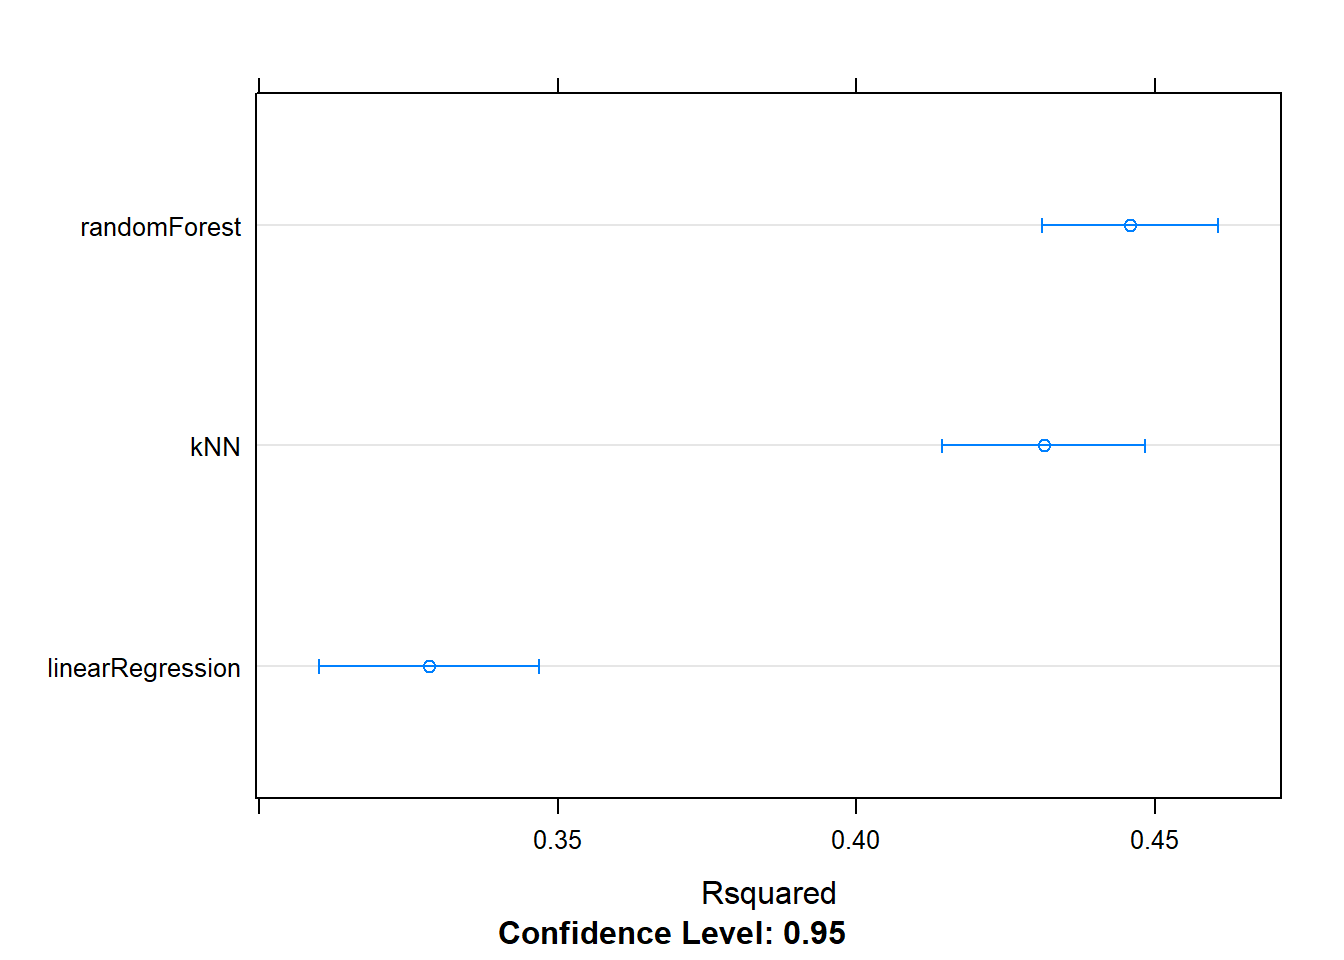 randomForest
kNN
linearRegression
0.35 0.40 0.45
Rsquared
Confidence Level: 0.95